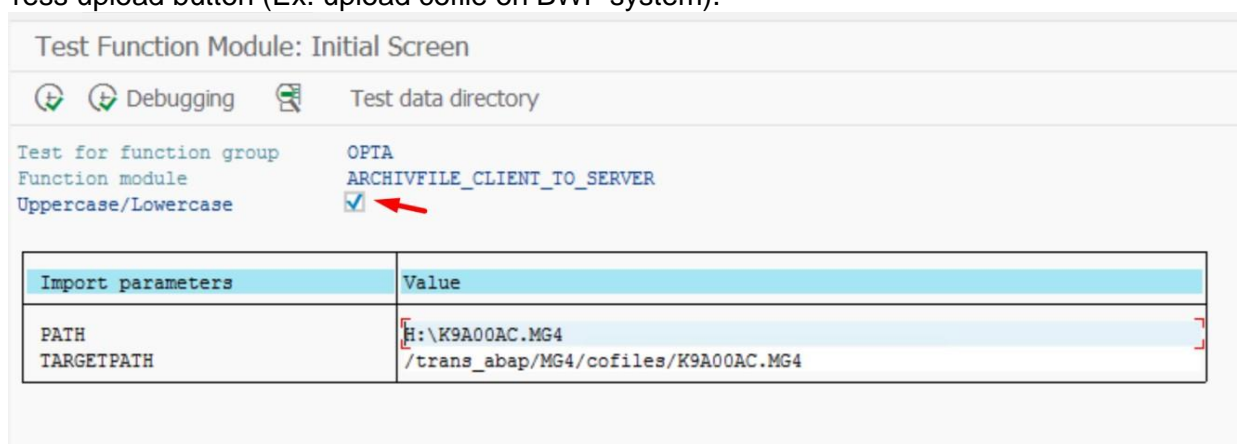 Test Function Module: Initial Screen
Debugging Test data directory
Test for function group OPTA
Function module ARCHIVFILE_CLIENT_TO_SERVER
Uppercase/Lowercase
Import parameters Value
PATH H:\K9A00AC.MG4
TARGETPATH /trans_abap/MG4/cofiles/K9A00AC.MG4